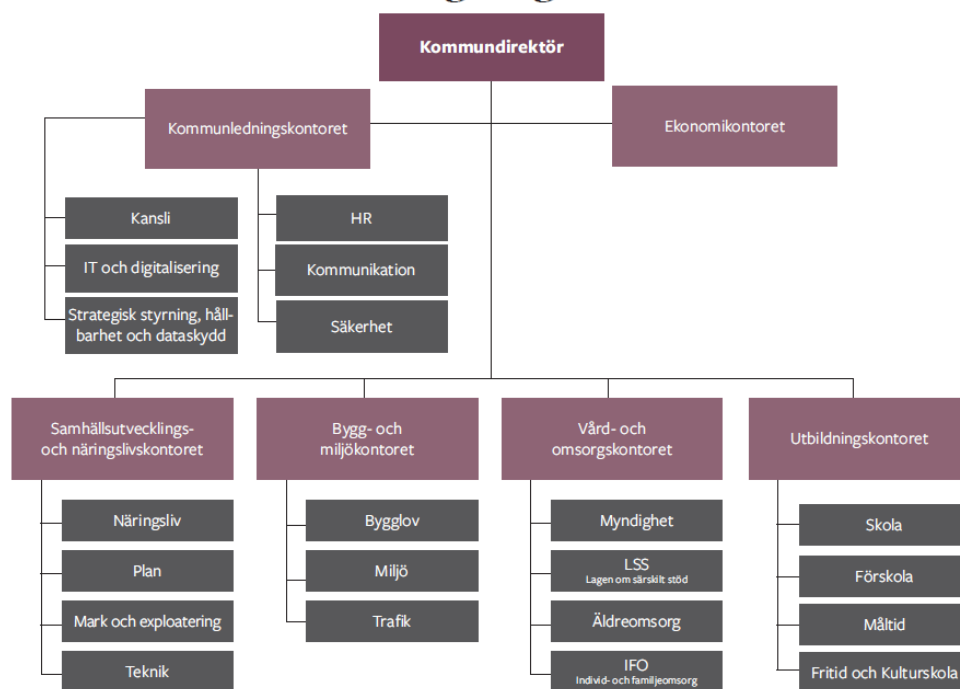 Kommundirektör
Kommunledningskontoret
Ekonomikontoret
Kansli
HR
IT och digitalisering
Kommunikation
Strategisk styrning, håll-
barhet och dataskydd
Säkerhet
Samhällsutvecklings-
och näringslivskontoret
Bygg- och
miljökontoret
Vård- och
omsorgskontoret
Utbildningskontoret
Näringsliv
Plan
Mark och exploatering
Teknik
Bygglov
Miljö
Trafik
Myndighet
LSS
Lagen om särskilt stöd
Äldreomsorg
IFO
Individ- och familjeomsorg
Skola
Förskola
Måltid
Fritid och Kulturskola